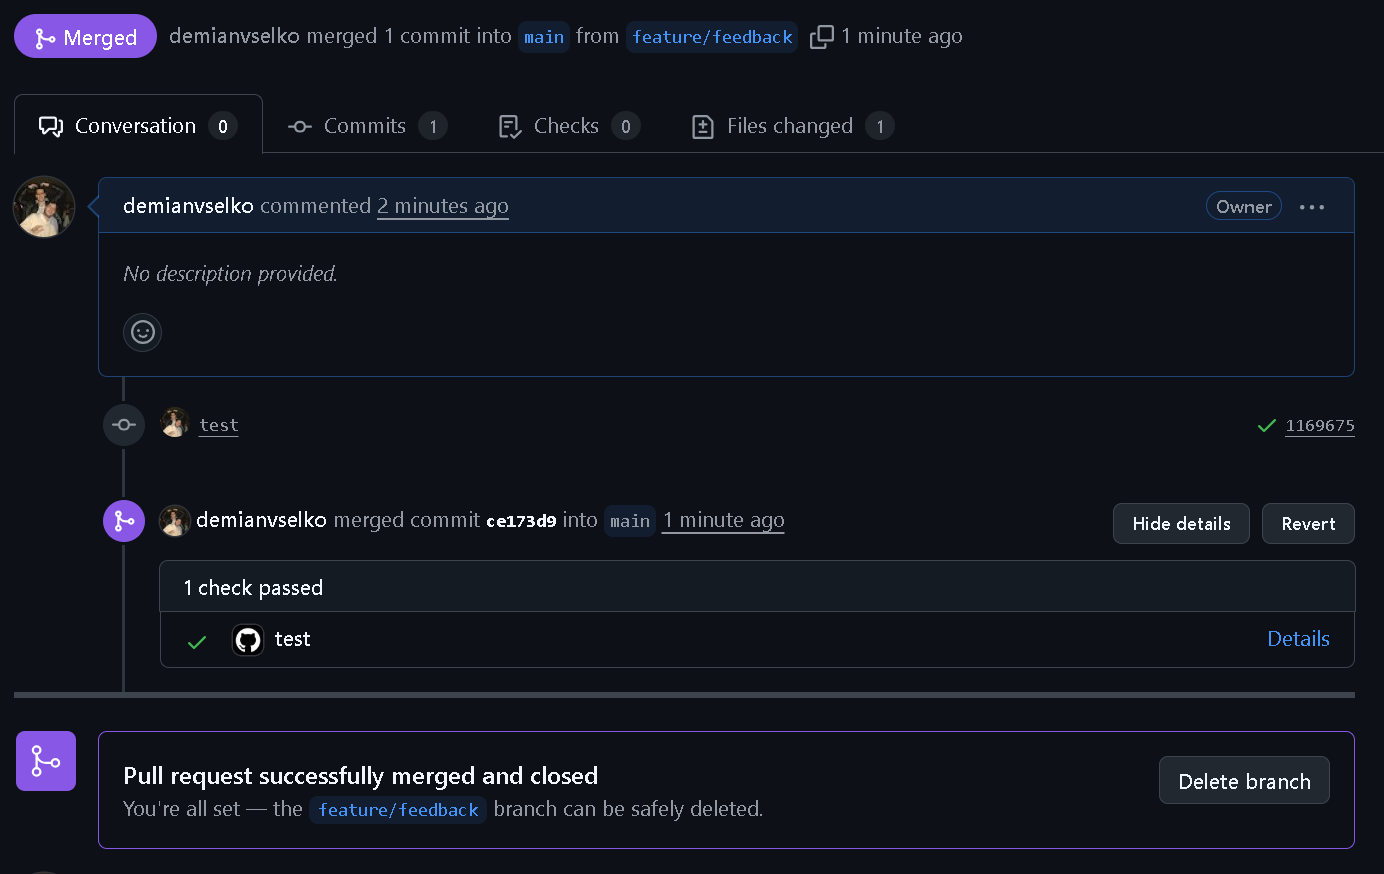 Merged demianvselko merged 1 commit into main from feature/feedback 1 minute ago
Conversation 0 Commits 1 Checks 0 Files changed 1
demianvselko commented 2 minutes ago Owner
No description provided.
test 1169675
demianvselko merged commit ce173d9 into main 1 minute ago Hide details Revert
1 check passed
test Details
Pull request successfully merged and closed
Delete branch
You're all set — the feature/feedback branch can be safely deleted.